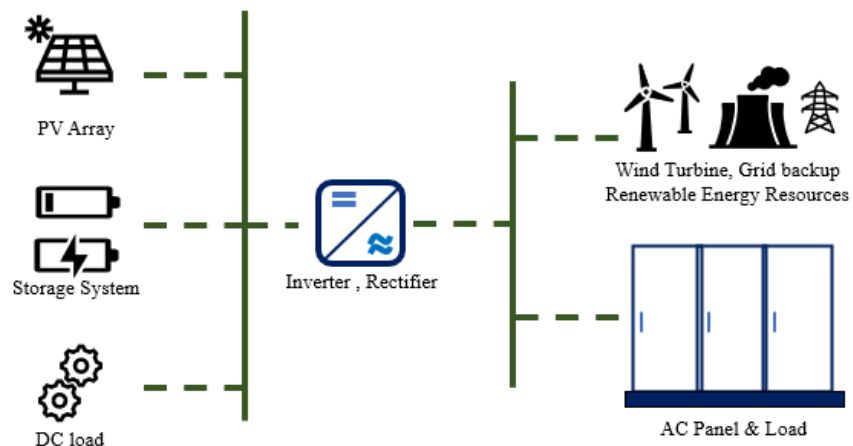 PV Array
Storage System
DC load
Inverter , Rectifier
Wind Turbine, Grid backup
Renewable Energy Resources
AC Panel & Load